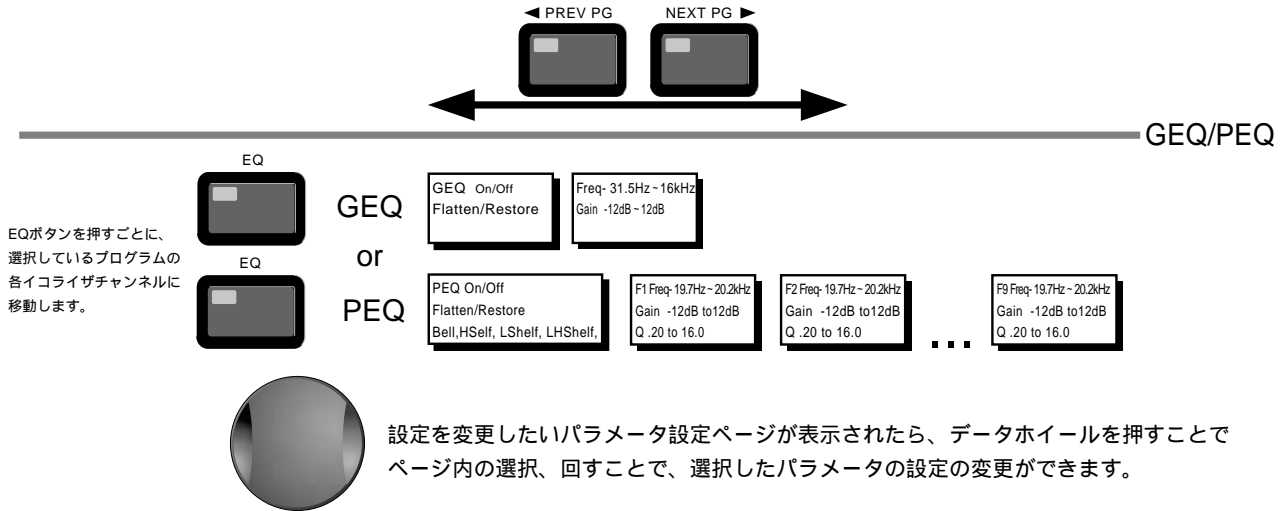 ◄ PREV PG
NEXT PG ►
GEQ/PEQ
EQ
GEQ
GEQ On/Off
Flatten/Restore
Freq- 31.5Hz~16kHz
Gain -12dB~12dB
EQボタンを押すごとに、
選択しているプログラムの
各イコライザチャンネルに
移動します。
or
EQ
PEQ
PEQ On/Off
Flatten/Restore
Bell,HSelf, LShelf, LHShelf,
F1 Freq- 19.7Hz~20.2kHz
Gain -12dB to12dB
Q .20 to 16.0
F2 Freq- 19.7Hz~20.2kHz
Gain -12dB to12dB
Q .20 to 16.0
...
F9 Freq- 19.7Hz~20.2kHz
Gain -12dB to12dB
Q .20 to 16.0
設定を変更したいパラメータ設定ページが表示されたら、データホイールを押すことで
ページ内の選択、回すことで、選択したパラメータの設定の変更ができます。